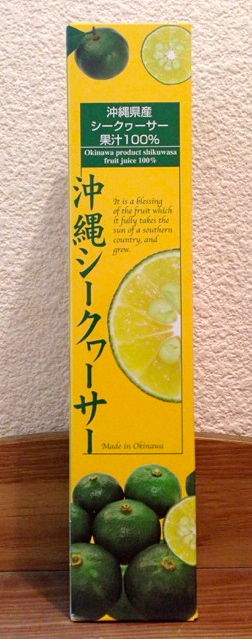 沖縄県産
シークヮーサー
果汁100%
Okinawa product shikuwasa
fruit juice 100%
沖縄シークヮーサー
It is a blessing
of the fruit which
it fully takes the
sun of a southern
country, and
grew.
Made in Okinawa